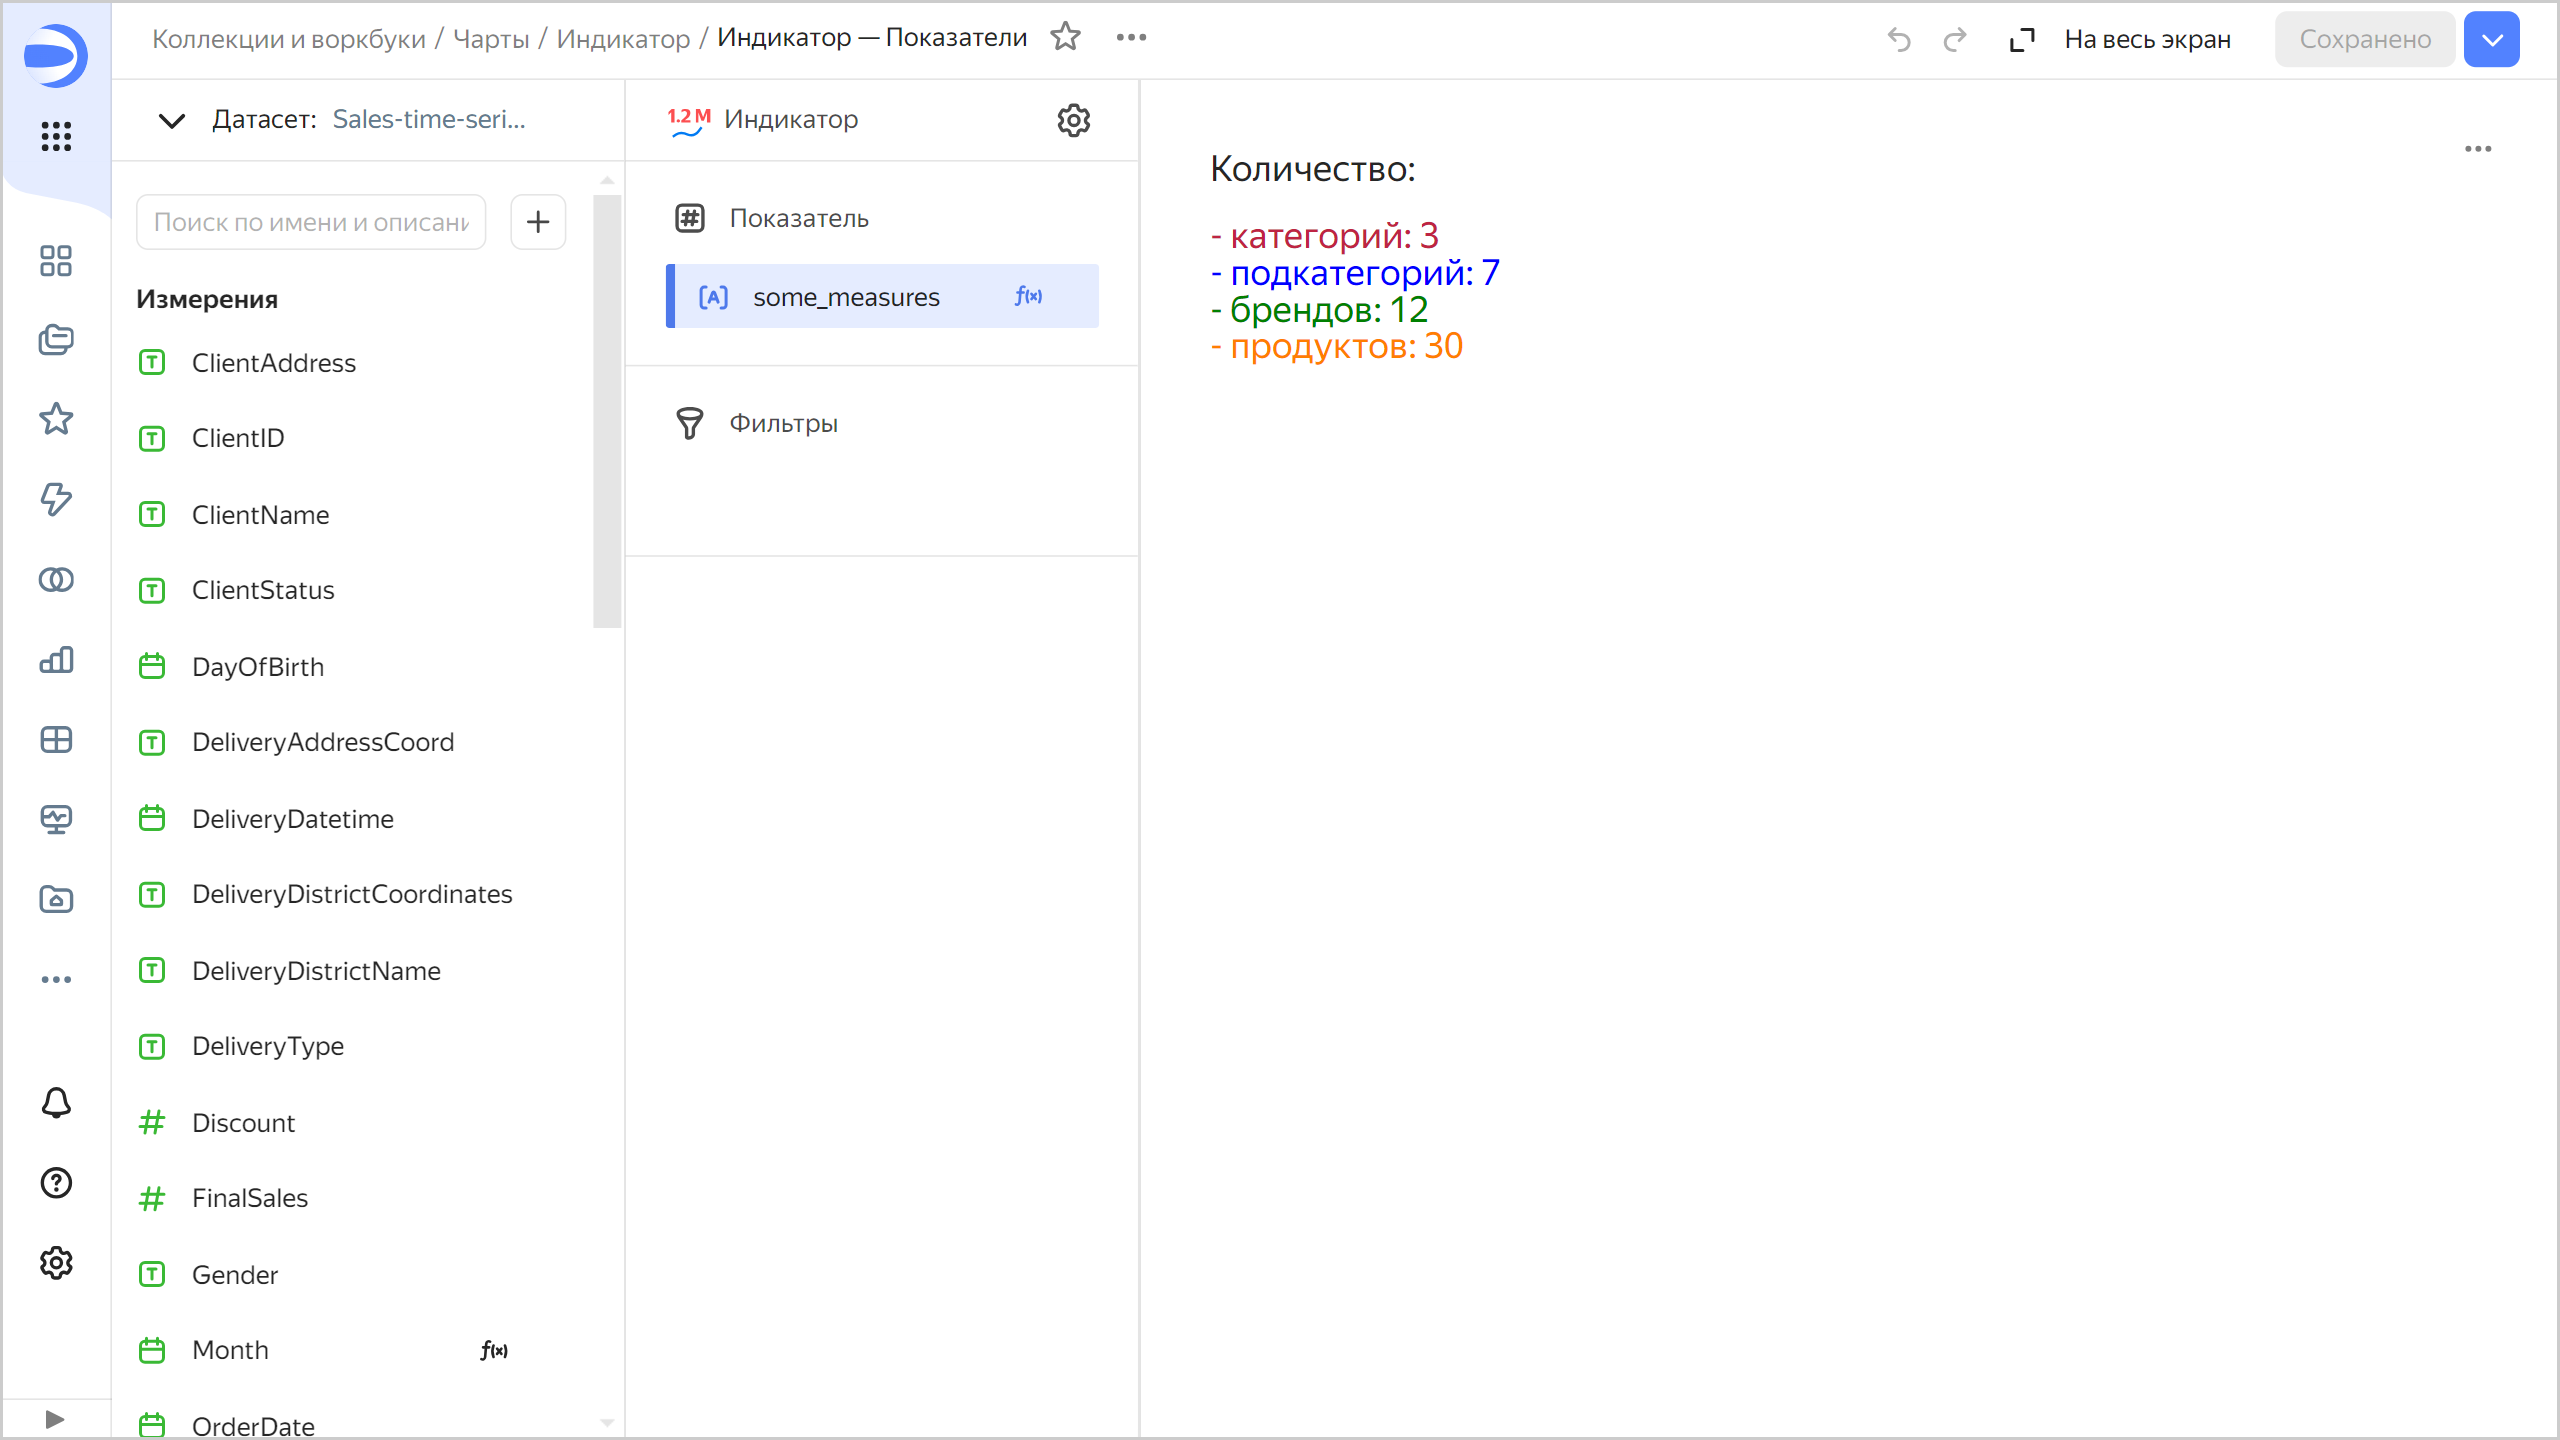 Коллекции и воркбуки / Чарты / Индикатор / Индикатор — Показатели
На весь экран
Сохранено
Датасет: Sales-time-seri...
1.2 M Индикатор
Поиск по имени и описани
Измерения
ClientAddress
ClientID
ClientName
ClientStatus
DayOfBirth
DeliveryAddressCoord
DeliveryDatetime
DeliveryDistrictCoordinates
DeliveryDistrictName
DeliveryType
Discount
FinalSales
Gender
Month f(x)
OrderDate
Показатель
some_measures f(x)
Фильтры
Количество:
- категорий: 3
- подкатегорий: 7
- брендов: 12
- продуктов: 30